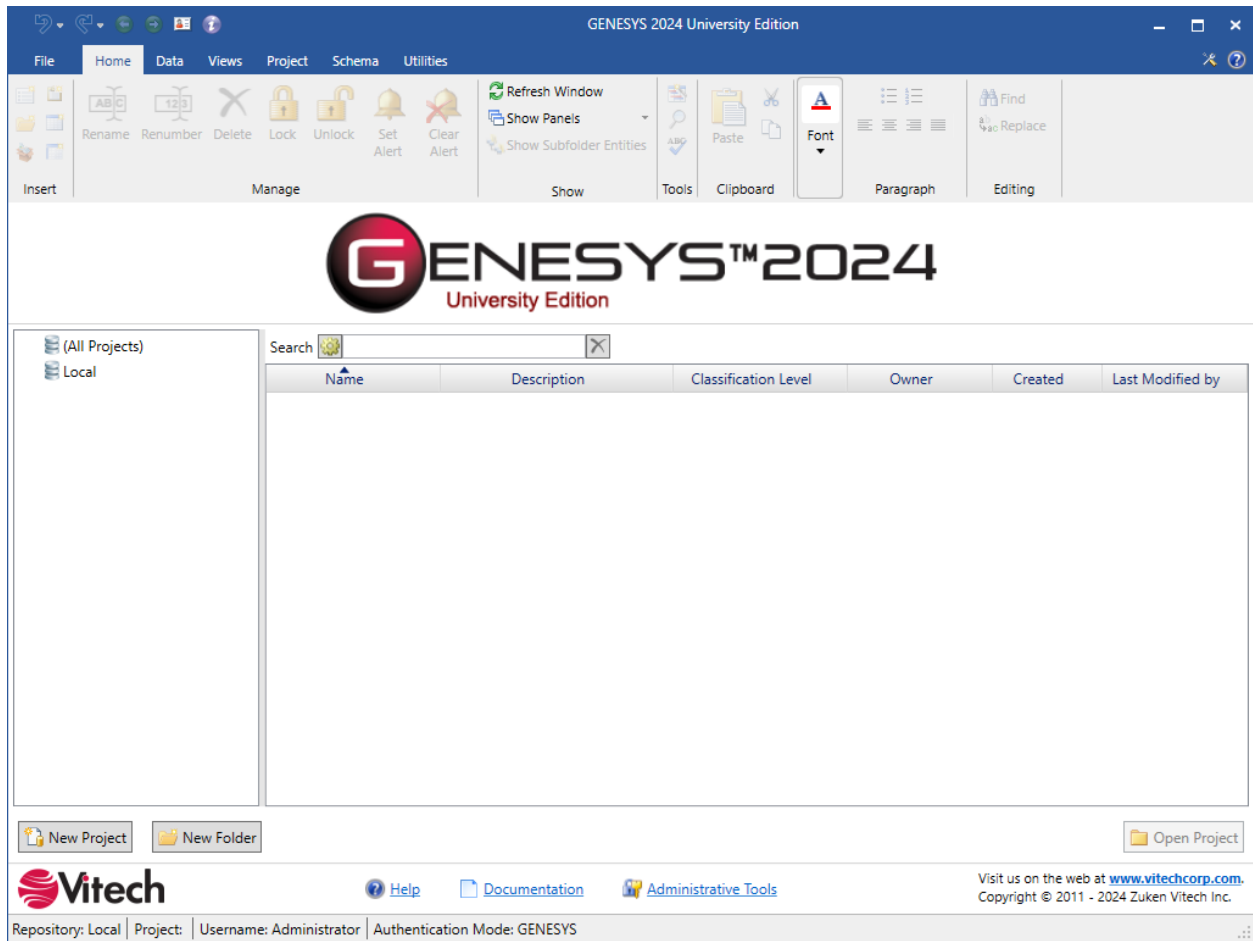 GENESYS 2024 University Edition
File Home Data Views Project Schema Utilities
Rename Renumber Delete Lock Unlock Set Alert Clear Alert
Refresh Window
Show Panels
Show Subfolder Entities
ABC
Paste
A
Font
Find
Replace
Insert Manage Show Tools Clipboard Paragraph Editing
GENESYS™2024
University Edition
(All Projects)
Local
Search
Name Description Classification Level Owner Created Last Modified by
New Project New Folder Open Project
Vitech
Help Documentation Administrative Tools
Visit us on the web at www.vitechcorp.com.
Copyright © 2011 - 2024 Zuken Vitech Inc.
Repository: Local Project: Username: Administrator Authentication Mode: GENESYS